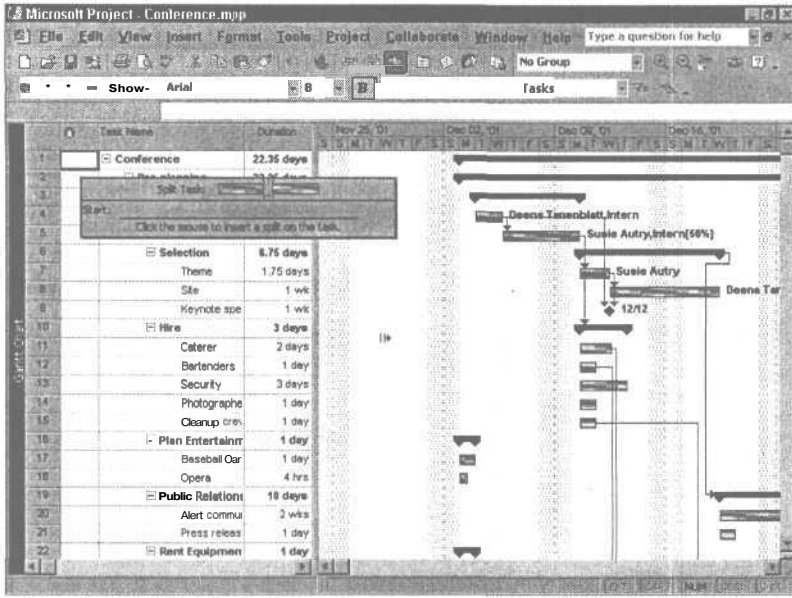 Microsoft Project - Conference.mpp
File Edit View Insert Format Tools Project Collaborate Window Help Type a question for help
No Group
Show- Arial 8 B Tasks
Task Name Duration Nov 25, '01 Dec 02, '01 Dec 09, '01 Dec 16, '01
S S M T W T F S S M T W T F S S M T W T F S S M T W T F S
1 Conference 22.35 days
2
Split Task:
3
Start:
4 Deena Tanenblatt,Intern
Click the mouse to insert a split on the task.
5 Susie Autry,Intern[50%]
6 Selection 8.75 days
7 Theme 1.75 days Susie Autry
8 Site 1 wk Deena Tar
9 Keynote spe 1 wk 12/12
10 Hire 3 days
11 Caterer 2 days
12 Bartenders 1 day
13 Security 3 days
14 Photographe 1 day
15 Cleanup crev 1 day
16 Plan Entertainm 1 day
17 Baseball Gar 1 day
18 Opera 4 hrs
19 Public Relations 10 days
20 Alert commui 2 wks
21 Press releas 1 day
22 Rent Equipmen 1 day
Gantt Chart
NUM